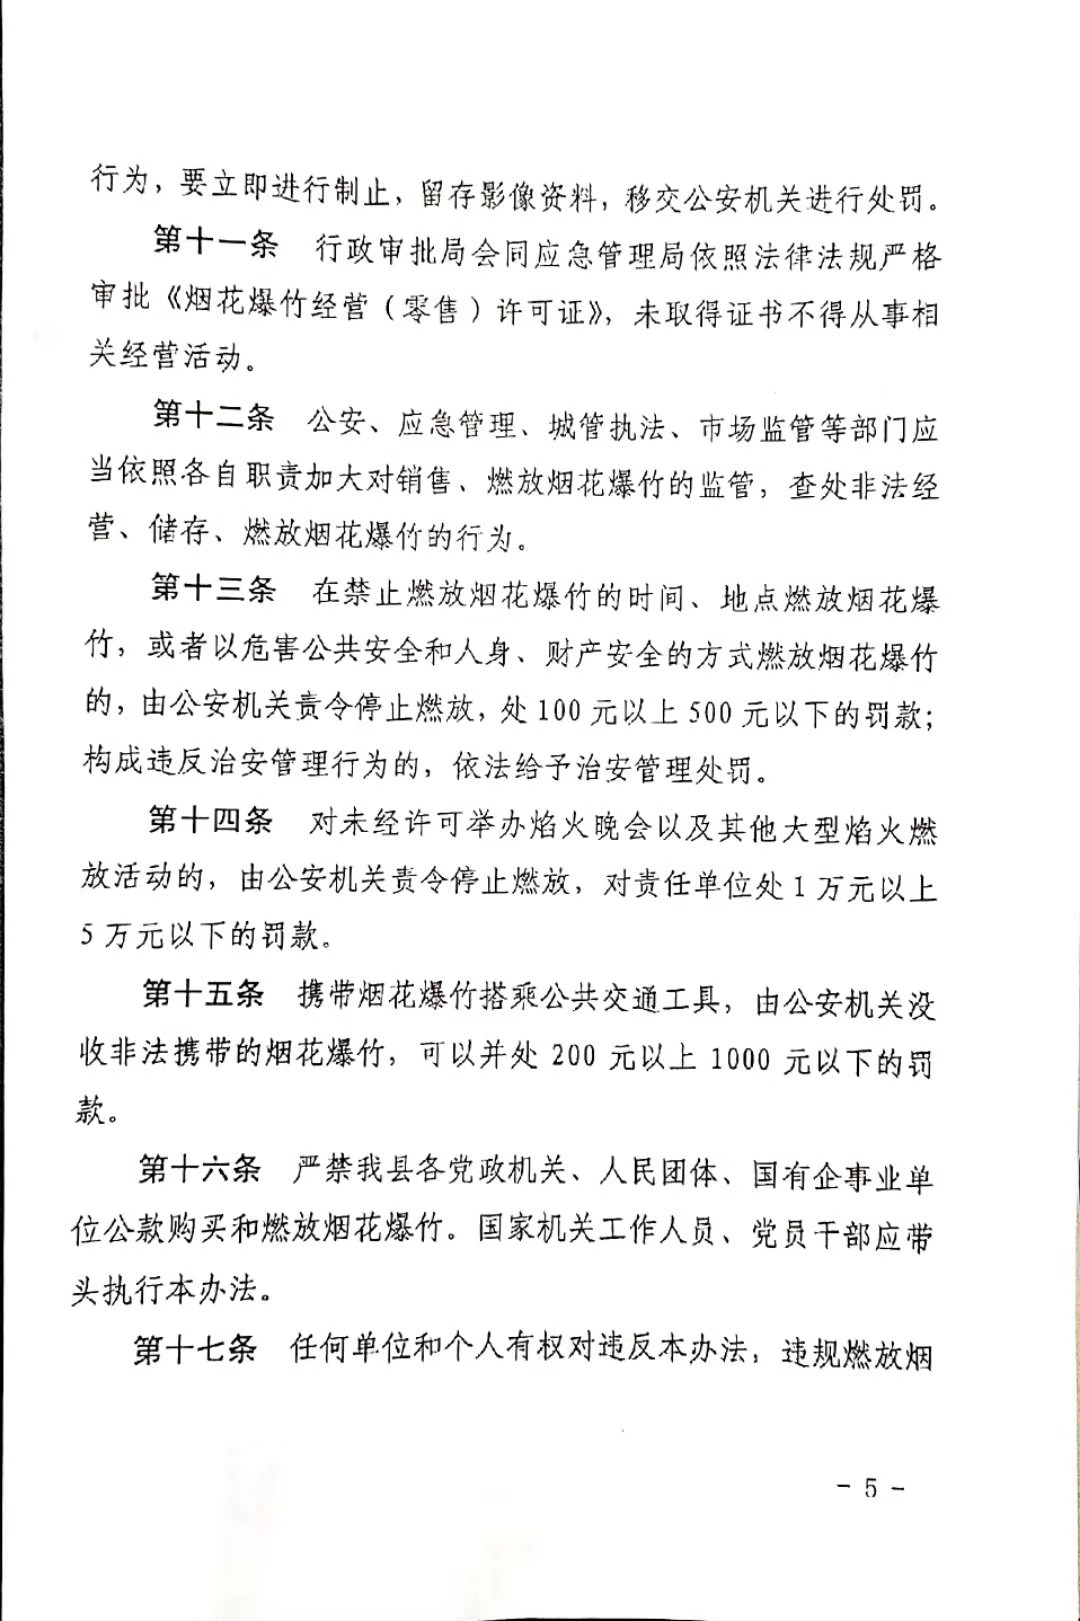 行为，要立即进行制止，留存影像资料，移交公安机关进行处罚。
第十一条　行政审批局会同应急管理局依照法律法规严格
审批《烟花爆竹经营（零售）许可证》，未取得证书不得从事相
关经营活动。
第十二条　公安、应急管理、城管执法、市场监管等部门应
当依照各自职责加大对销售、燃放烟花爆竹的监管，查处非法经
营、储存、燃放烟花爆竹的行为。
第十三条　在禁止燃放烟花爆竹的时间、地点燃放烟花爆
竹，或者以危害公共安全和人身、财产安全的方式燃放烟花爆竹
的，由公安机关责令停止燃放，处 100 元以上 500 元以下的罚款；
构成违反治安管理行为的，依法给予治安管理处罚。
第十四条　对未经许可举办焰火晚会以及其他大型焰火燃
放活动的，由公安机关责令停止燃放，对责任单位处 1 万元以上
5 万元以下的罚款。
第十五条　携带烟花爆竹搭乘公共交通工具，由公安机关没
收非法携带的烟花爆竹，可以并处 200 元以上 1000 元以下的罚
款。
第十六条　严禁我县各党政机关、人民团体、国有企事业单
位公款购买和燃放烟花爆竹。国家机关工作人员、党员干部应带
头执行本办法。
第十七条　任何单位和个人有权对违反本办法，违规燃放烟
- 5 -